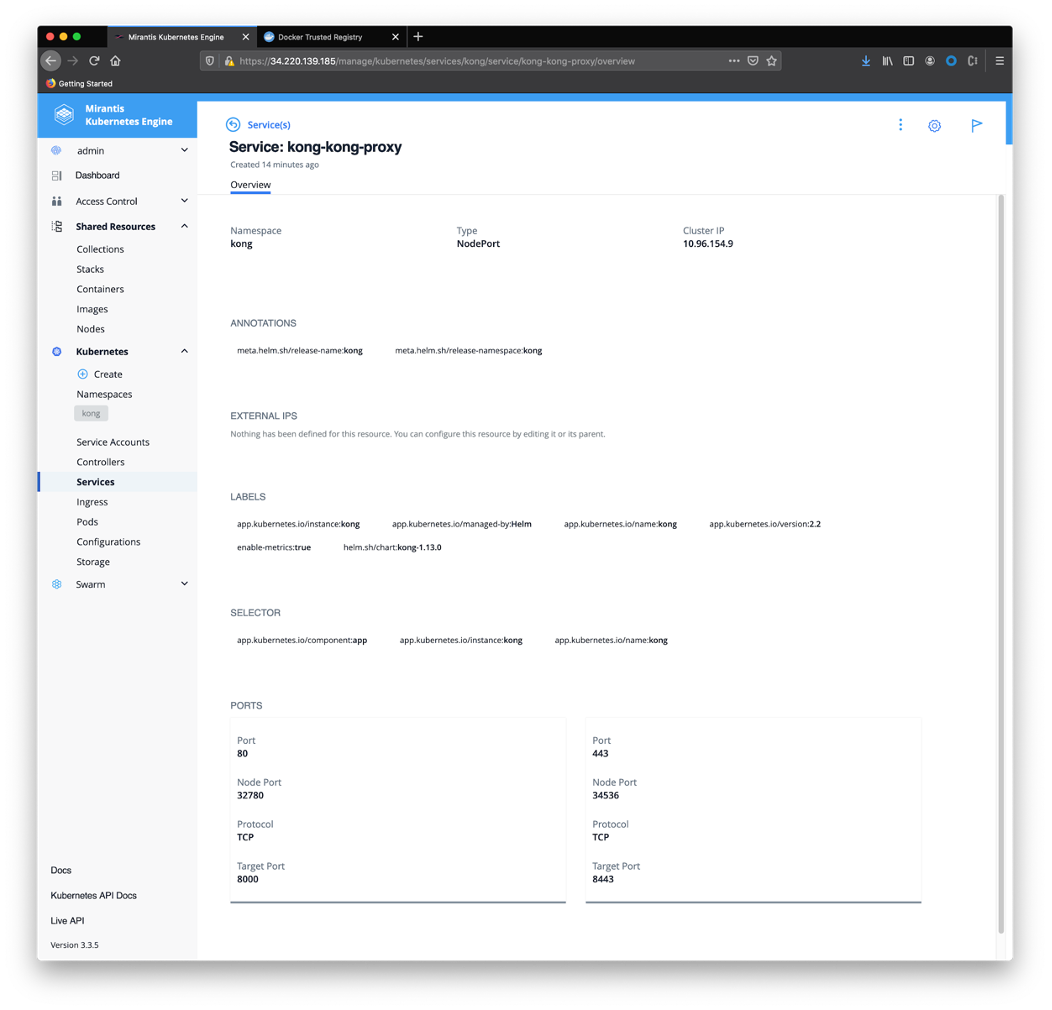 Mirantis Kubernetes Engine
Docker Trusted Registry
https://34.220.139.185/manage/kubernetes/services/kong/service/kong-kong-proxy/overview
Getting Started
Mirantis
Kubernetes Engine
admin
Dashboard
Access Control
Shared Resources
Collections
Stacks
Containers
Images
Nodes
Kubernetes
Create
Namespaces
kong
Service Accounts
Controllers
Services
Ingress
Pods
Configurations
Storage
Swarm
Docs
Kubernetes API Docs
Live API
Version 3.3.5
Service(s)
Service: kong-kong-proxy
Created 14 minutes ago
Overview
Namespace Type Cluster IP
kong NodePort 10.96.154.9
ANNOTATIONS
meta.helm.sh/release-name:kong meta.helm.sh/release-namespace:kong
EXTERNAL IPS
Nothing has been defined for this resource. You can configure this resource by editing it or its parent.
LABELS
app.kubernetes.io/instance:kong app.kubernetes.io/managed-by:Helm app.kubernetes.io/name:kong app.kubernetes.io/version:2.2
enable-metrics:true helm.sh/chart:kong-1.13.0
SELECTOR
app.kubernetes.io/component:app app.kubernetes.io/instance:kong app.kubernetes.io/name:kong
PORTS
Port
80
Node Port
32780
Protocol
TCP
Target Port
8000
Port
443
Node Port
34536
Protocol
TCP
Target Port
8443